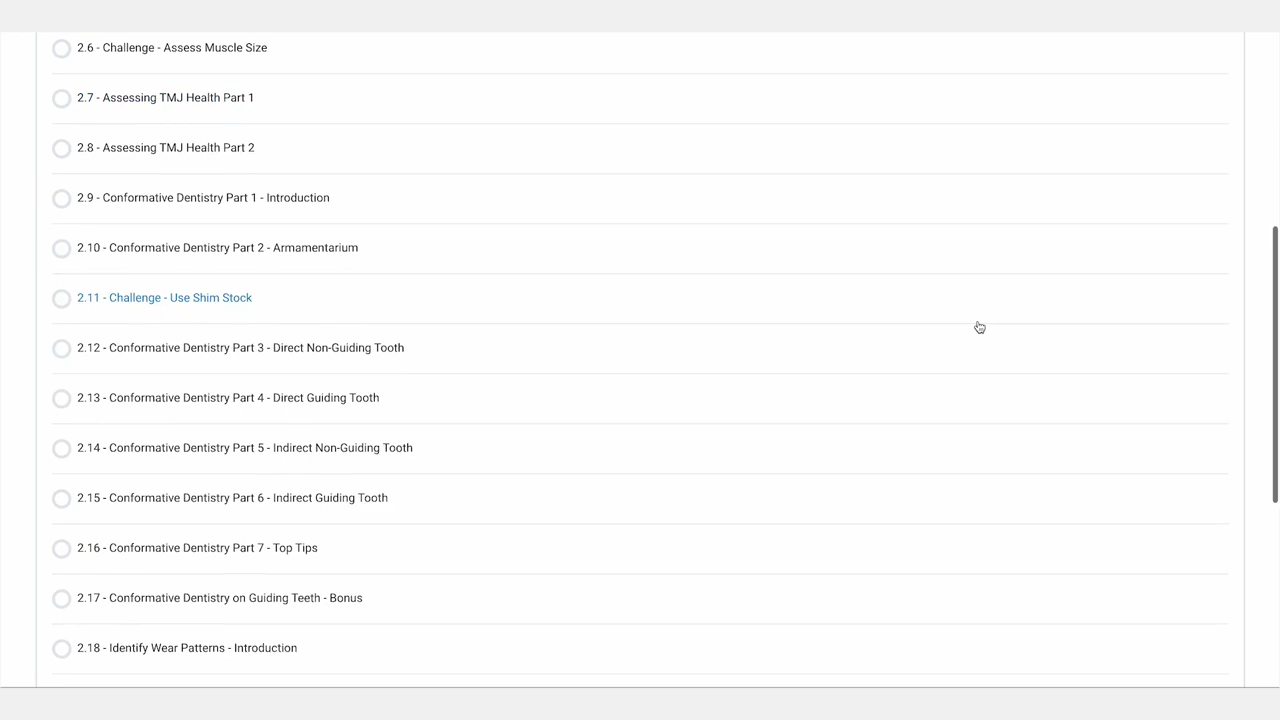 2.6 - Challenge - Assess Muscle Size
2.7 - Assessing TMJ Health Part 1
2.8 - Assessing TMJ Health Part 2
2.9 - Conformative Dentistry Part 1 - Introduction
2.10 - Conformative Dentistry Part 2 - Armamentarium
2.11 - Challenge - Use Shim Stock
2.12 - Conformative Dentistry Part 3 - Direct Non-Guiding Tooth
2.13 - Conformative Dentistry Part 4 - Direct Guiding Tooth
2.14 - Conformative Dentistry Part 5 - Indirect Non-Guiding Tooth
2.15 - Conformative Dentistry Part 6 - Indirect Guiding Tooth
2.16 - Conformative Dentistry Part 7 - Top Tips
2.17 - Conformative Dentistry on Guiding Teeth - Bonus
2.18 - Identify Wear Patterns - Introduction